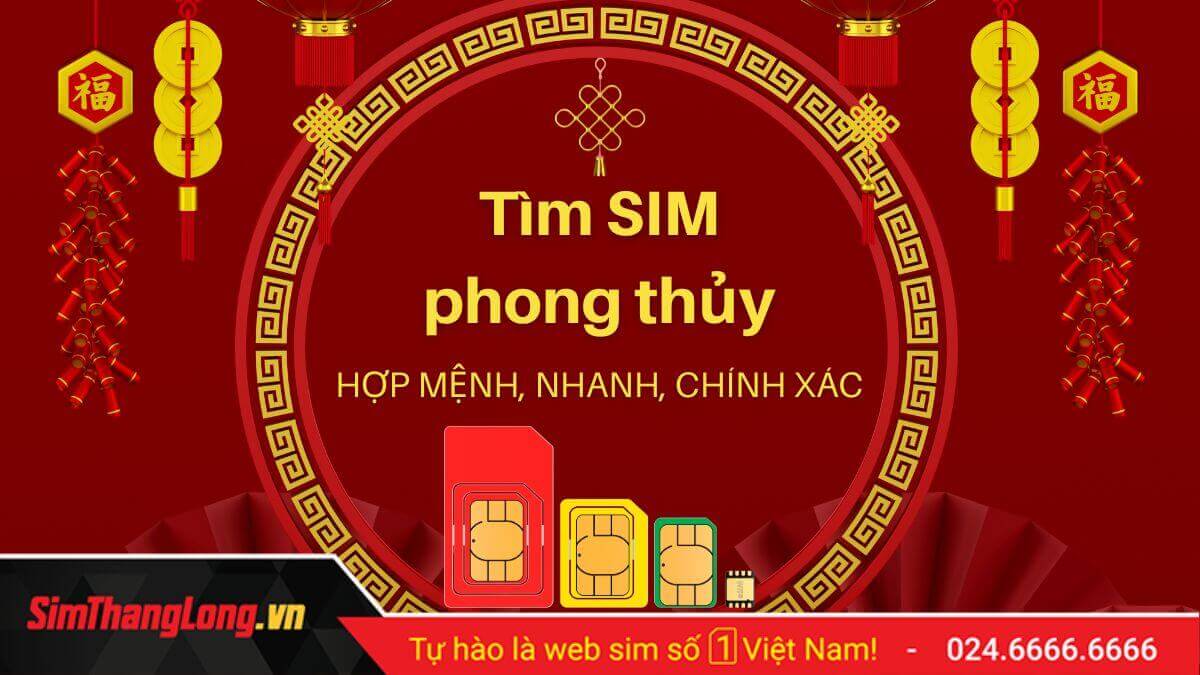 福
福
Tìm SIM
phong thủy
HỢP MỆNH, NHANH, CHÍNH XÁC
SimThangLong.vn
Tự hào là web sim số 1 Việt Nam! - 024.6666.6666